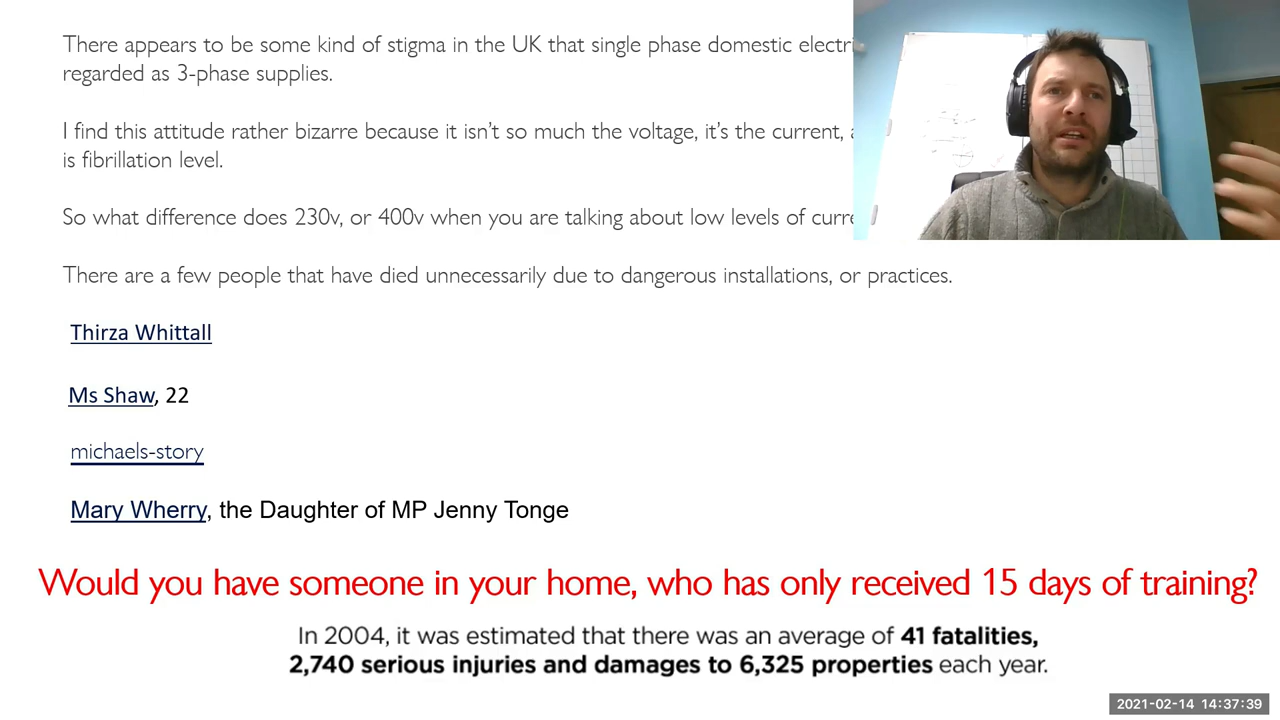 There appears to be some kind of stigma in the UK that single phase domestic
regarded as 3-phase supplies.
I find this attitude rather bizarre because it isn't so much the voltage, it's the current,
is fibrillation level.
So what difference does 230v, or 400v when you are talking about low levels of
There are a few people that have died unnecessarily due to dangerous installations, or practices.
Thirza Whittall
Ms Shaw, 22
michaels-story
Mary Wherry, the Daughter of MP Jenny Tonge
Would you have someone in your home, who has only received 15 days of training?
In 2004, it was estimated that there was an average of 41 fatalities,
2,740 serious injuries and damages to 6,325 properties each year.
2021-02-14 14:37:39